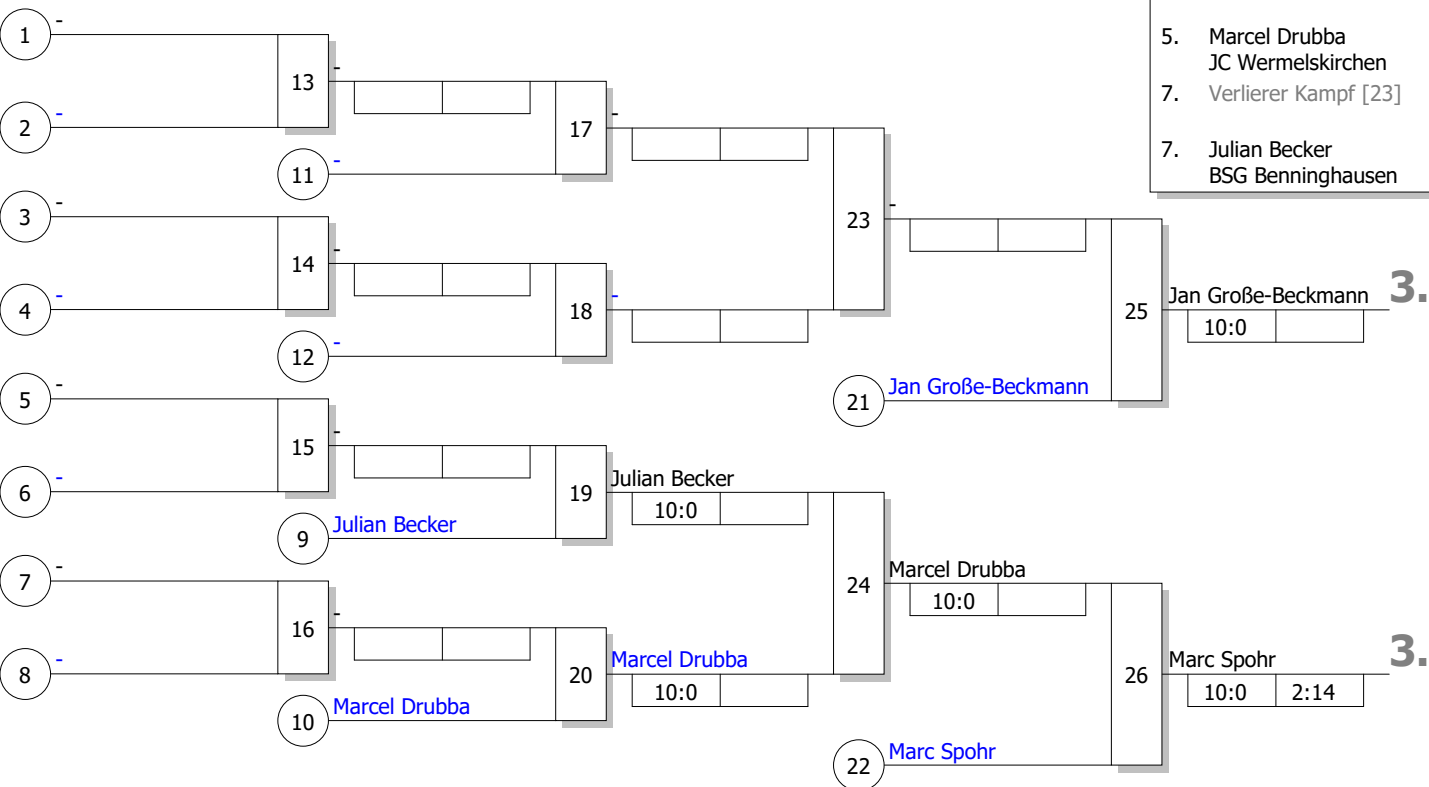 1 -
2 -
13 -
11 -
17 -
3 -
4 -
14 -
12 -
18 -
23 -
5 -
6 -
15 -
9 Julian Becker
19 Julian Becker
10:0
7 -
8 -
16 -
10 Marcel Drubba
20 Marcel Drubba
10:0
24 Marcel Drubba
10:0
21 Jan Große-Beckmann
25 Jan Große-Beckmann 3.
10:0
22 Marc Spohr
26 Marc Spohr 3.
10:0 2:14
5. Marcel Drubba
JC Wermelskirchen
7. Verlierer Kampf [23]
7. Julian Becker
BSG Benninghausen